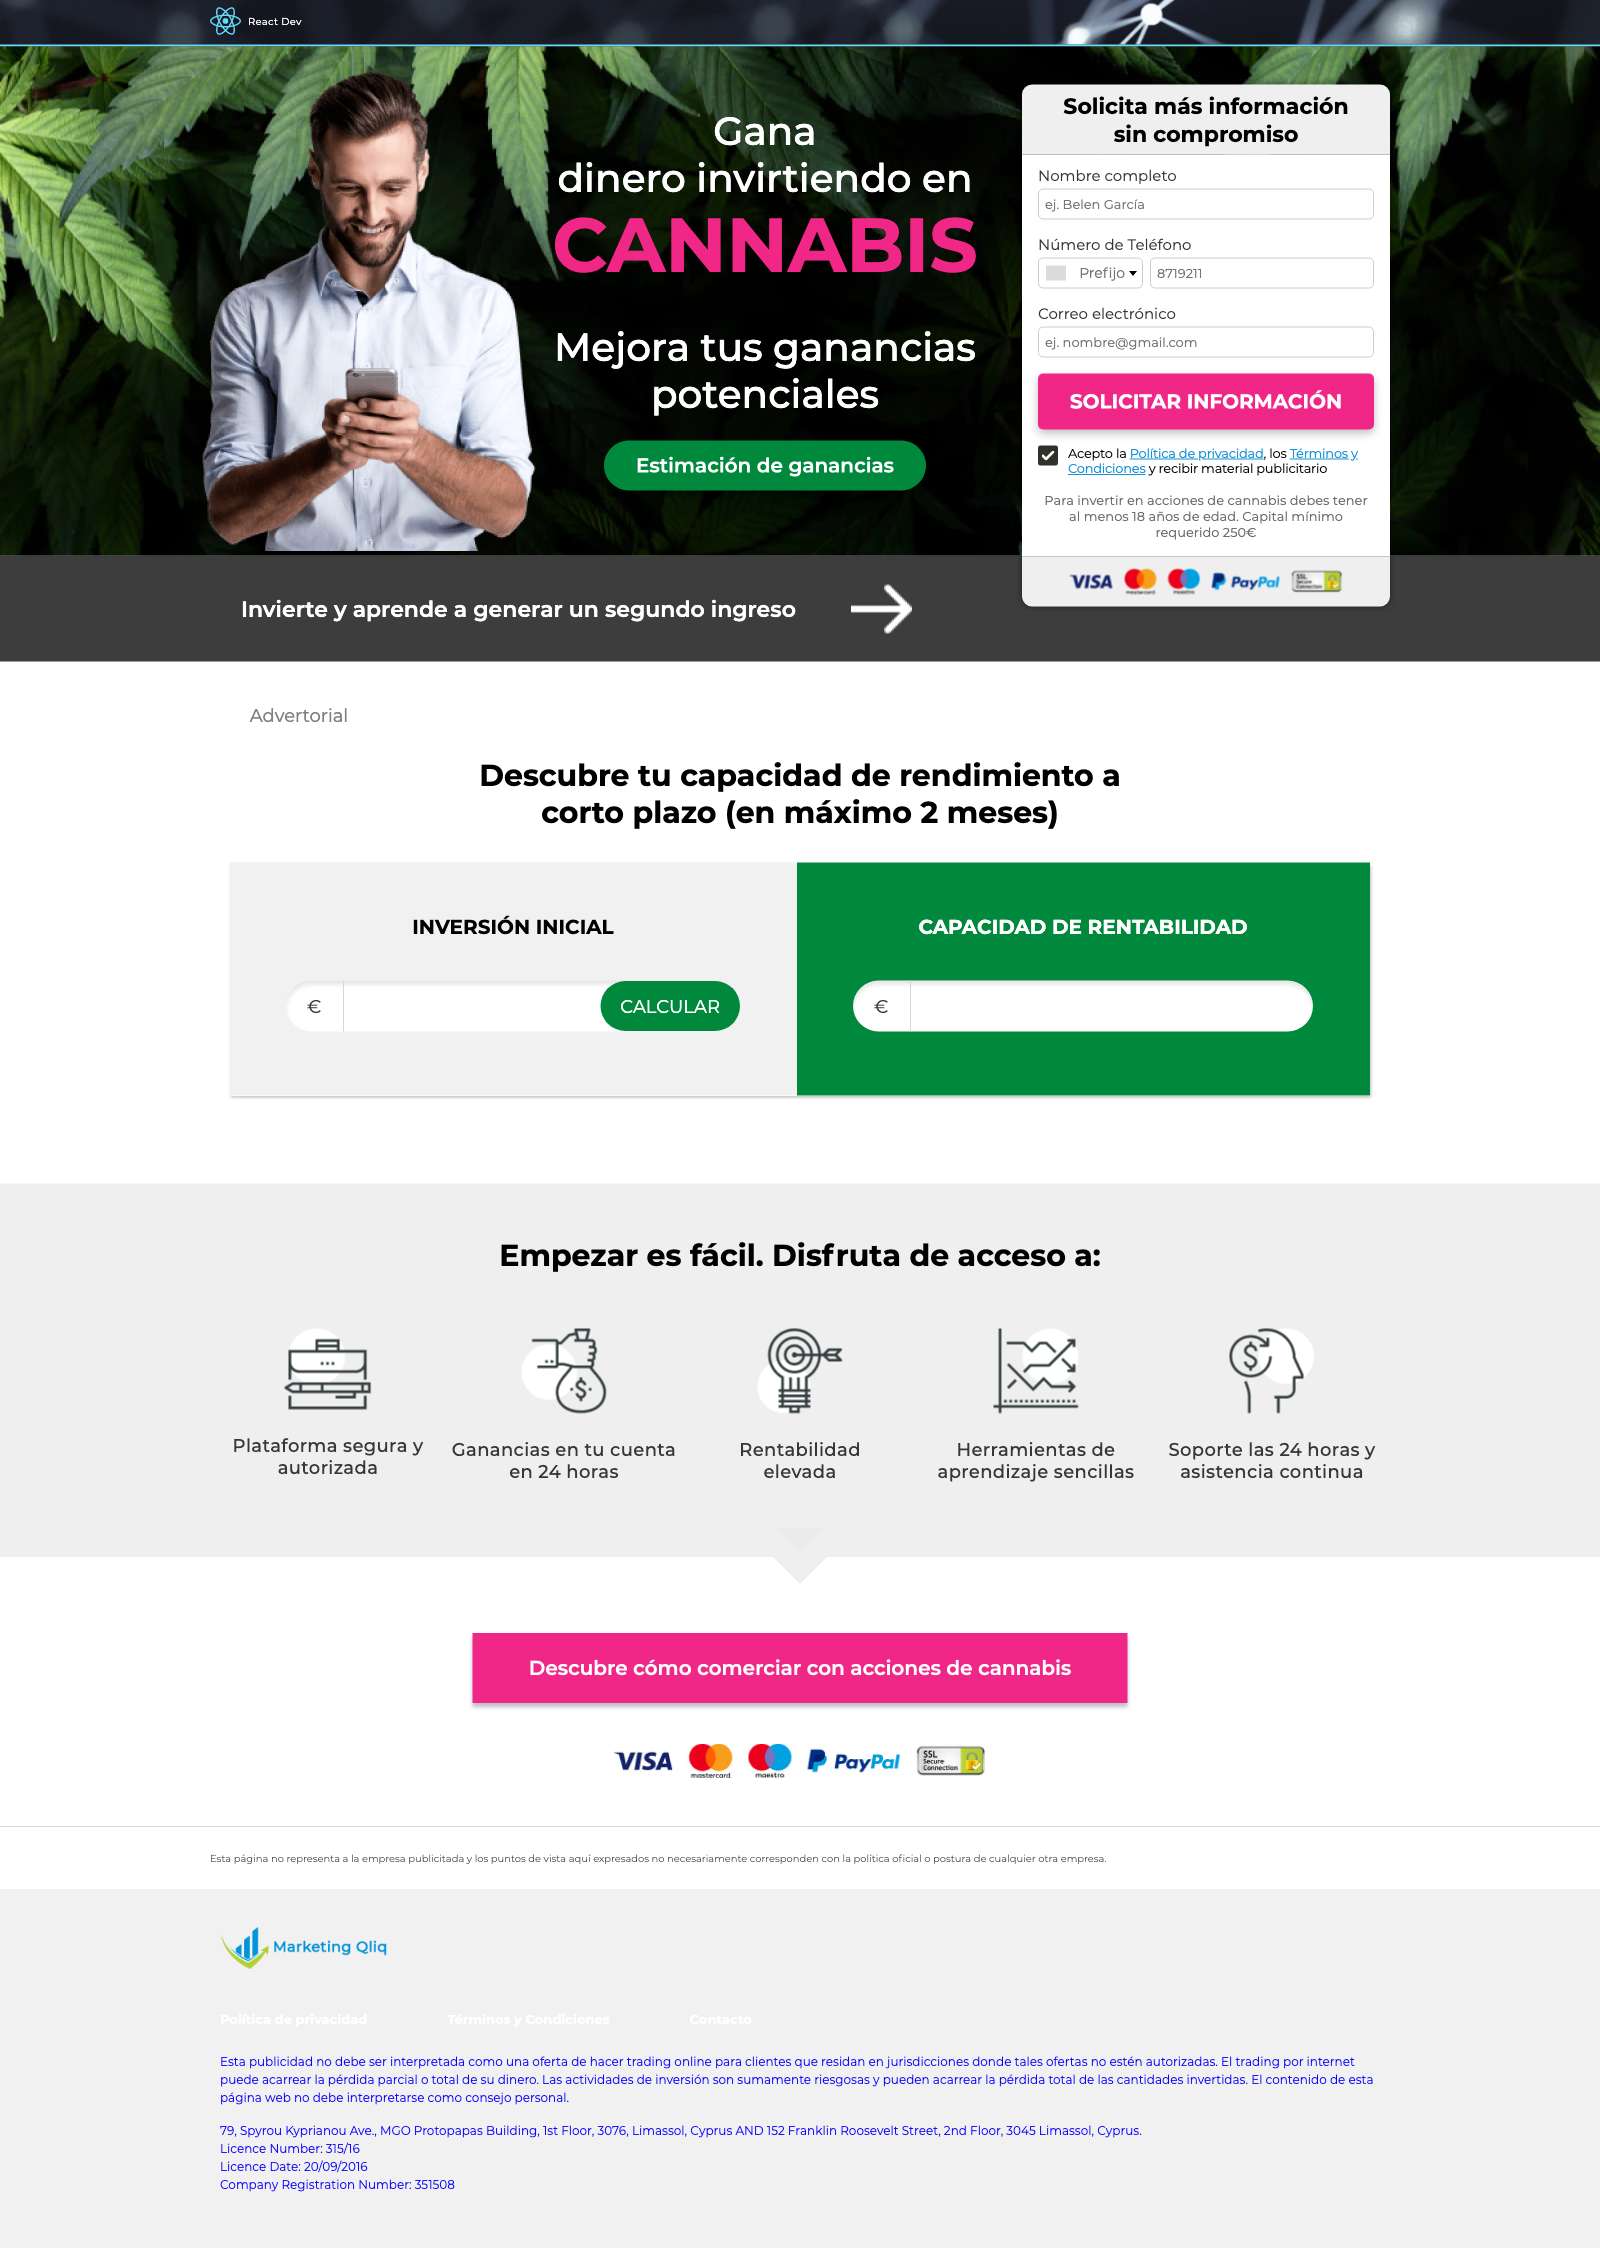 React Dev
Gana
dinero invirtiendo en
CANNABIS
Mejora tus ganancias
potenciales
Estimación de ganancias
Solicita más información
sin compromiso
Nombre completo
ej. Belen García
Número de Teléfono
Prefijo
8719211
Correo electrónico
ej. nombre@gmail.com
SOLICITAR INFORMACIÓN
Acepto la Política de privacidad, los Términos y
Condiciones y recibir material publicitario
Para invertir en acciones de cannabis debes tener
al menos 18 años de edad. Capital mínimo
requerido 250€
VISA mastercard maestro PayPal SSL Secure Connection
Invierte y aprende a generar un segundo ingreso
Advertorial
Descubre tu capacidad de rendimiento a
corto plazo (en máximo 2 meses)
INVERSIÓN INICIAL
€
CALCULAR
CAPACIDAD DE RENTABILIDAD
€
Empezar es fácil. Disfruta de acceso a:
Plataforma segura y
autorizada
Ganancias en tu cuenta
en 24 horas
Rentabilidad
elevada
Herramientas de
aprendizaje sencillas
Soporte las 24 horas y
asistencia continua
Descubre cómo comerciar con acciones de cannabis
VISA mastercard maestro PayPal SSL Secure Connection
Esta página no representa a la empresa publicitada y los puntos de vista aquí expresados no necesariamente corresponden con la política oficial o postura de cualquier otra empresa.
Marketing Qliq
Política de privacidad Términos y Condiciones Contacto
Esta publicidad no debe ser interpretada como una oferta de hacer trading online para clientes que residan en jurisdicciones donde tales ofertas no estén autorizadas. El trading por internet
puede acarrear la pérdida parcial o total de su dinero. Las actividades de inversión son sumamente riesgosas y pueden acarrear la pérdida total de las cantidades invertidas. El contenido de esta
página web no debe interpretarse como consejo personal.
79, Spyrou Kyprianou Ave., MGO Protopapas Building, 1st Floor, 3076, Limassol, Cyprus AND 152 Franklin Roosevelt Street, 2nd Floor, 3045 Limassol, Cyprus.
Licence Number: 315/16
Licence Date: 20/09/2016
Company Registration Number: 351508